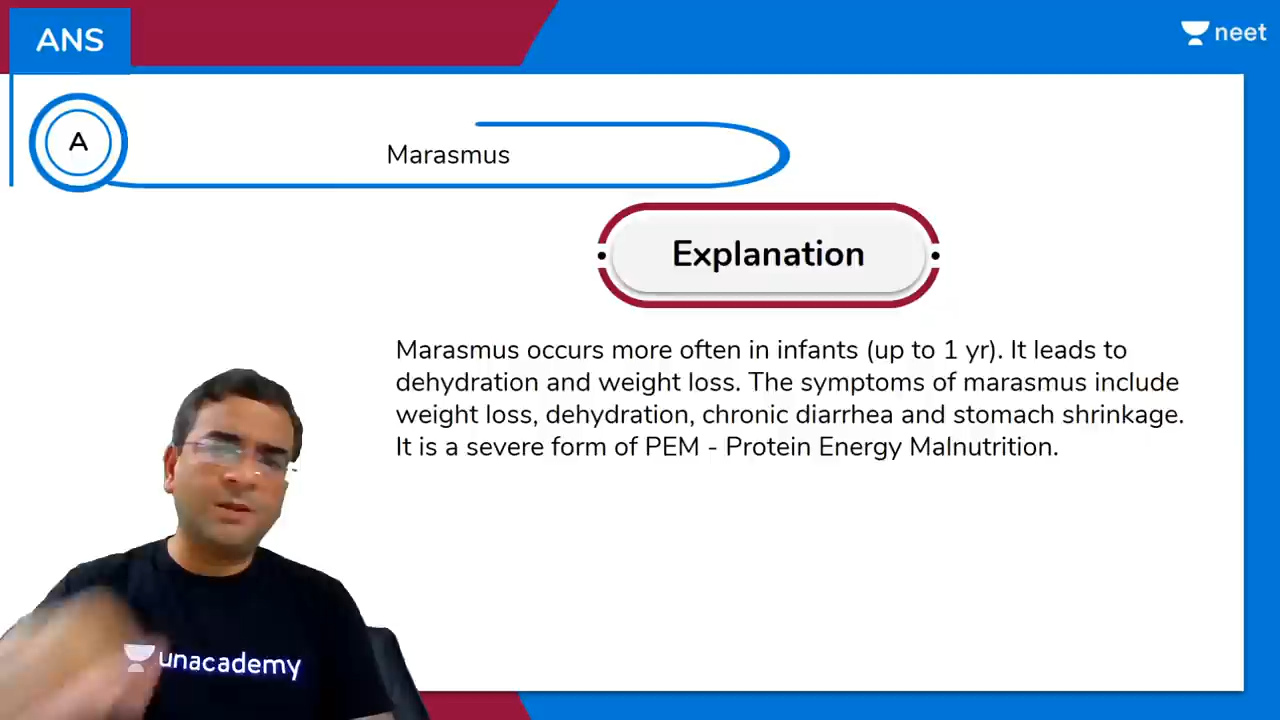 ANS
neet
A
Marasmus
Explanation
Marasmus occurs more often in infants (up to 1 yr). It leads to
dehydration and weight loss. The symptoms of marasmus include
weight loss, dehydration, chronic diarrhea and stomach shrinkage.
It is a severe form of PEM - Protein Energy Malnutrition.
unacademy